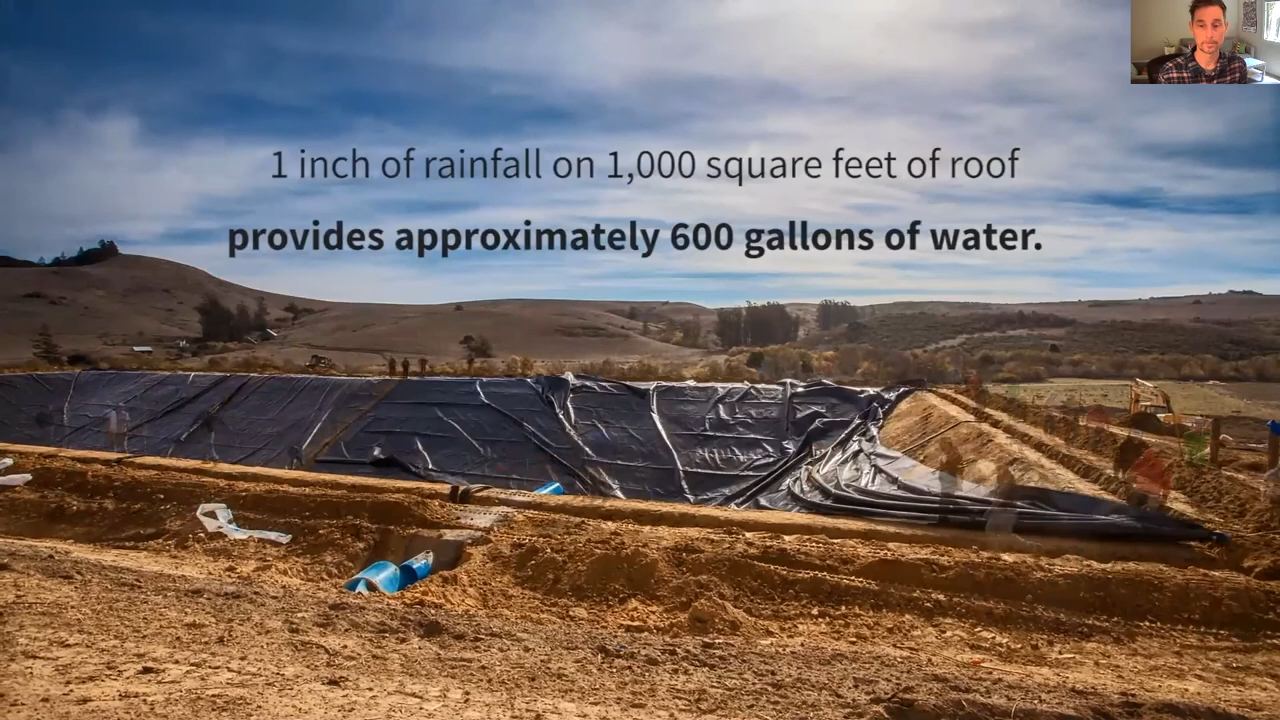 1 inch of rainfall on 1,000 square feet of roof
provides approximately 600 gallons of water.